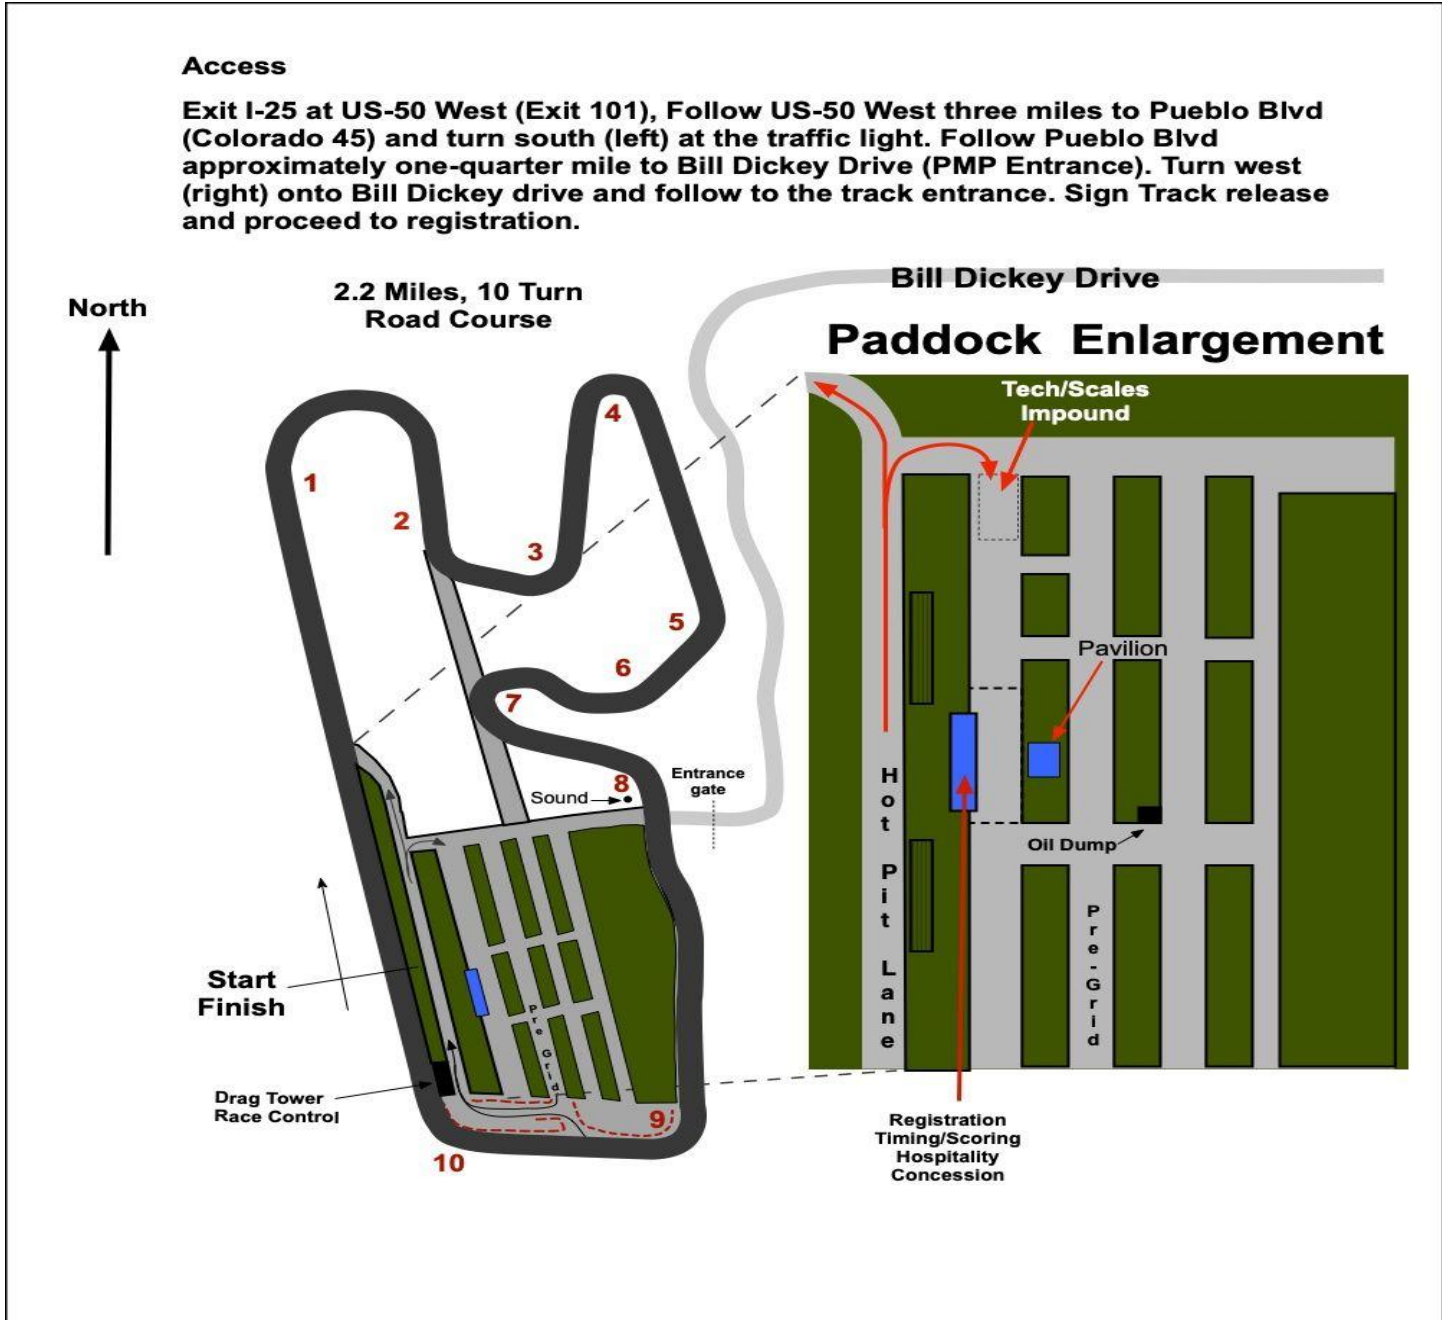 Access
Exit I-25 at US-50 West (Exit 101), Follow US-50 West three miles to Pueblo Blvd
(Colorado 45) and turn south (left) at the traffic light. Follow Pueblo Blvd
approximately one-quarter mile to Bill Dickey Drive (PMP Entrance). Turn west
(right) onto Bill Dickey drive and follow to the track entrance. Sign Track release
and proceed to registration.
North
2.2 Miles, 10 Turn
Road Course
Bill Dickey Drive
Paddock Enlargement
Tech/Scales
Impound
1
2
3
4
5
6
7
8
Sound
Entrance
gate
Start
Finish
Drag Tower
Race Control
Pre Grid
9
10
Pavilion
Oil Dump
Hot Pit Lane
Pre-Grid
Registration
Timing/Scoring
Hospitality
Concession